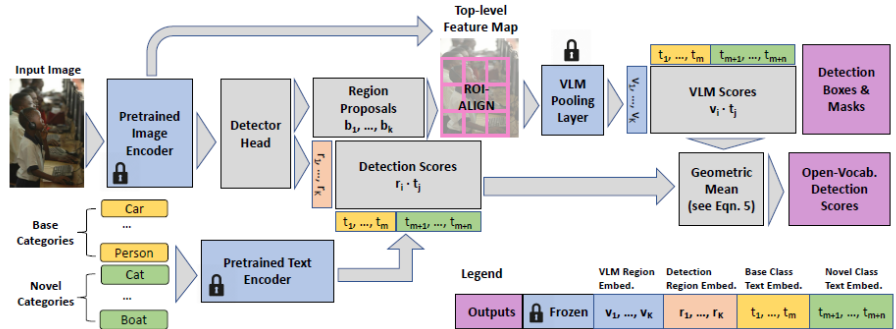 Input Image
Pretrained
Image
Encoder
Detector
Head
Region
Proposals
b1, ..., bk
Top-level
Feature Map
ROI-
ALIGN
VLM
Pooling
Layer
v1, ..., vK
t1, ..., tm
tm+1, ..., tm+n
VLM Scores
vi · tj
Detection
Boxes &
Masks
r1, ..., rK
Detection Scores
ri · tj
t1, ..., tm
tm+1, ..., tm+n
Geometric
Mean
(see Eqn. 5)
Open-Vocab.
Detection
Scores
Base
Categories
Car
...
Person
Novel
Categories
Cat
...
Boat
Pretrained Text
Encoder
Legend
VLM Region
Embed.
Detection
Region Embed.
Base Class
Text Embed.
Novel Class
Text Embed.
Outputs
Frozen
v1, ..., vK
r1, ..., rK
t1, ..., tm
tm+1, ..., tm+n